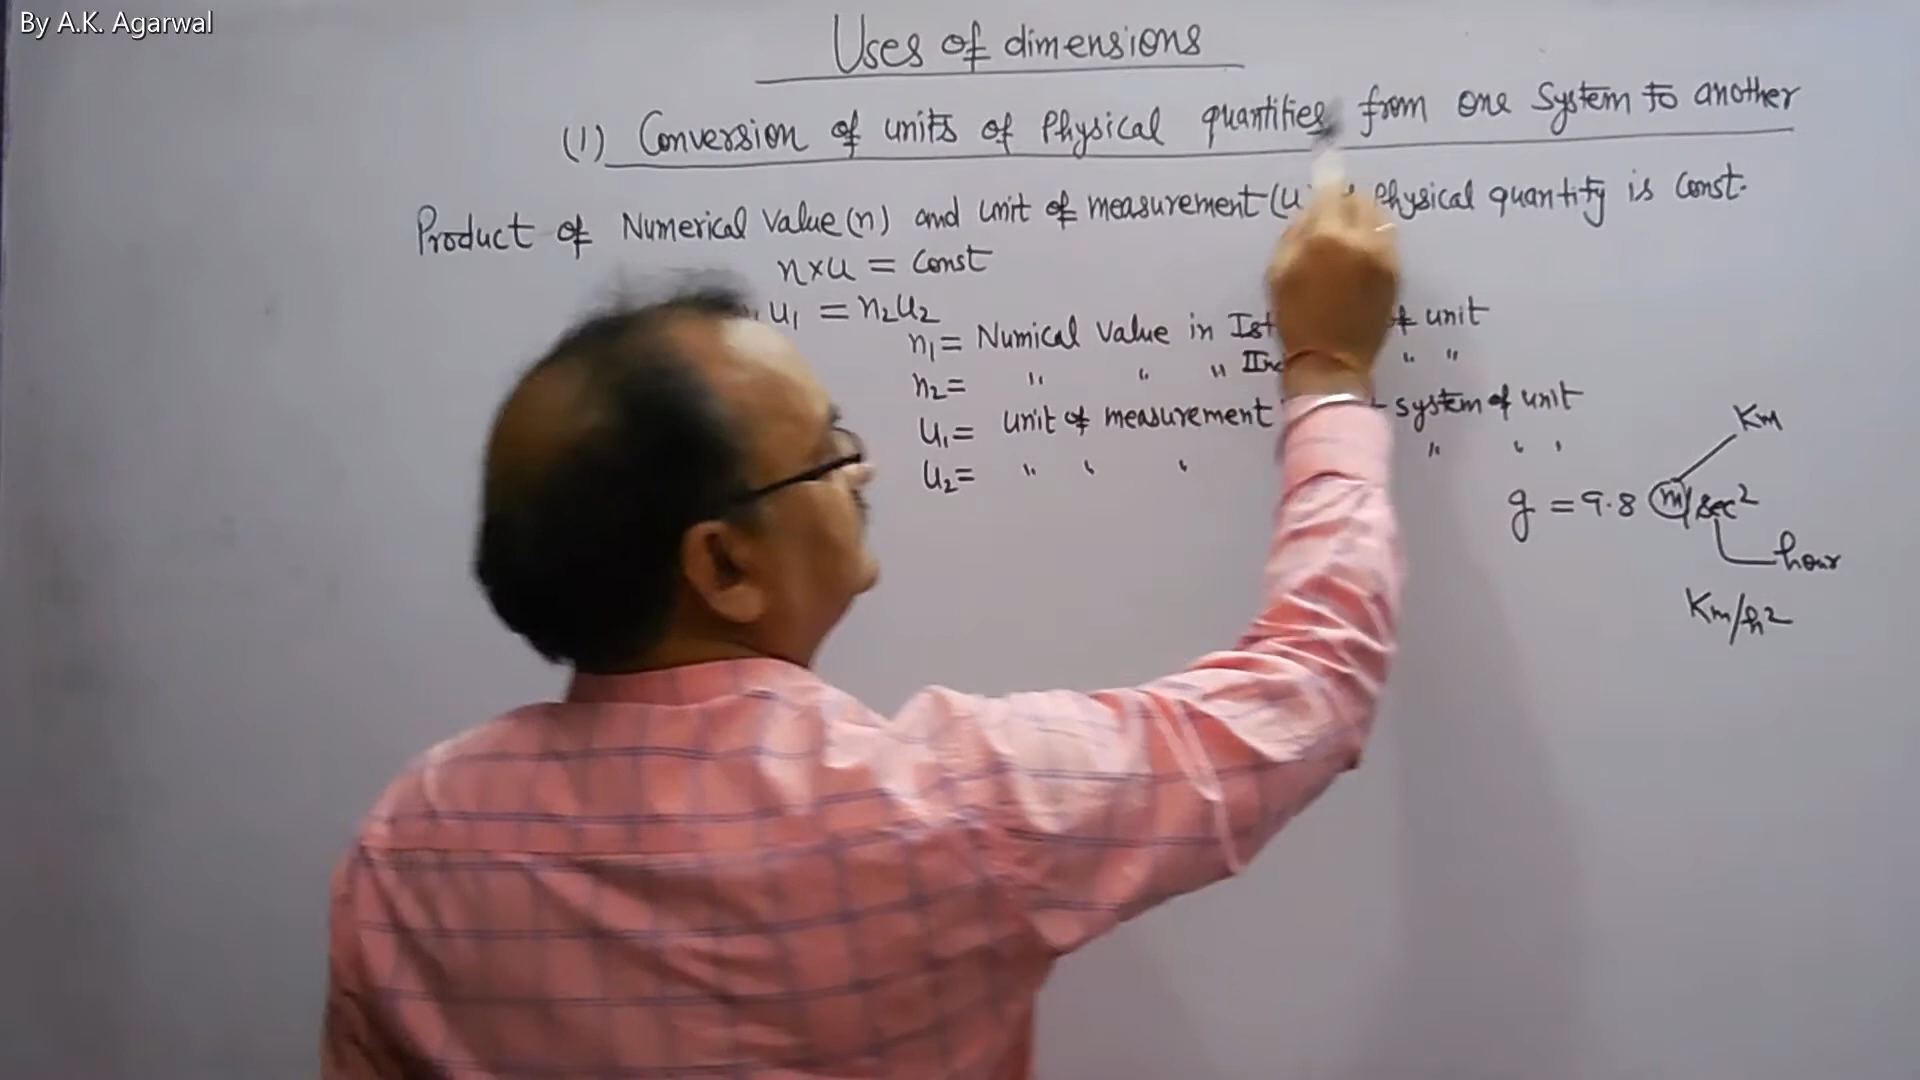 By A.K. Agarwal
Uses of dimensions
(1) Conversion of units of Physical quantities from one System to another
Product of Numerical Value (n) and unit of measurement (u Physical quantity is Const.
n×u = Const
u₁ = n₂u₂
n₁ = Numical Value in Ist of unit
n₂ = " " " IInd " "
u₁ = unit of measurement system of unit
u₂ = " " " " " "
Km
g = 9.8 m/sec²
hour
Km/h²